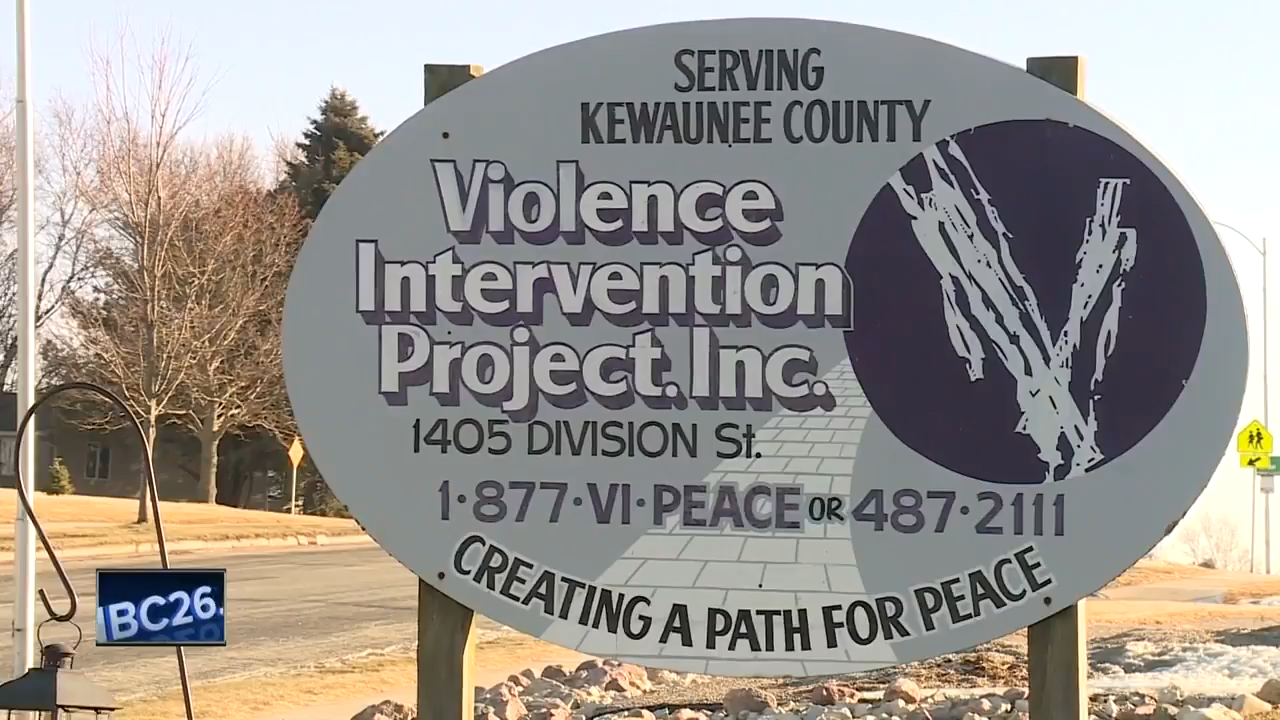 SERVING
KEWAUNEE COUNTY
Violence
Intervention
Project. Inc.
1405 DIVISION St.
1·877·VI·PEACE OR 487·2111
CREATING A PATH FOR PEACE
NBC26.